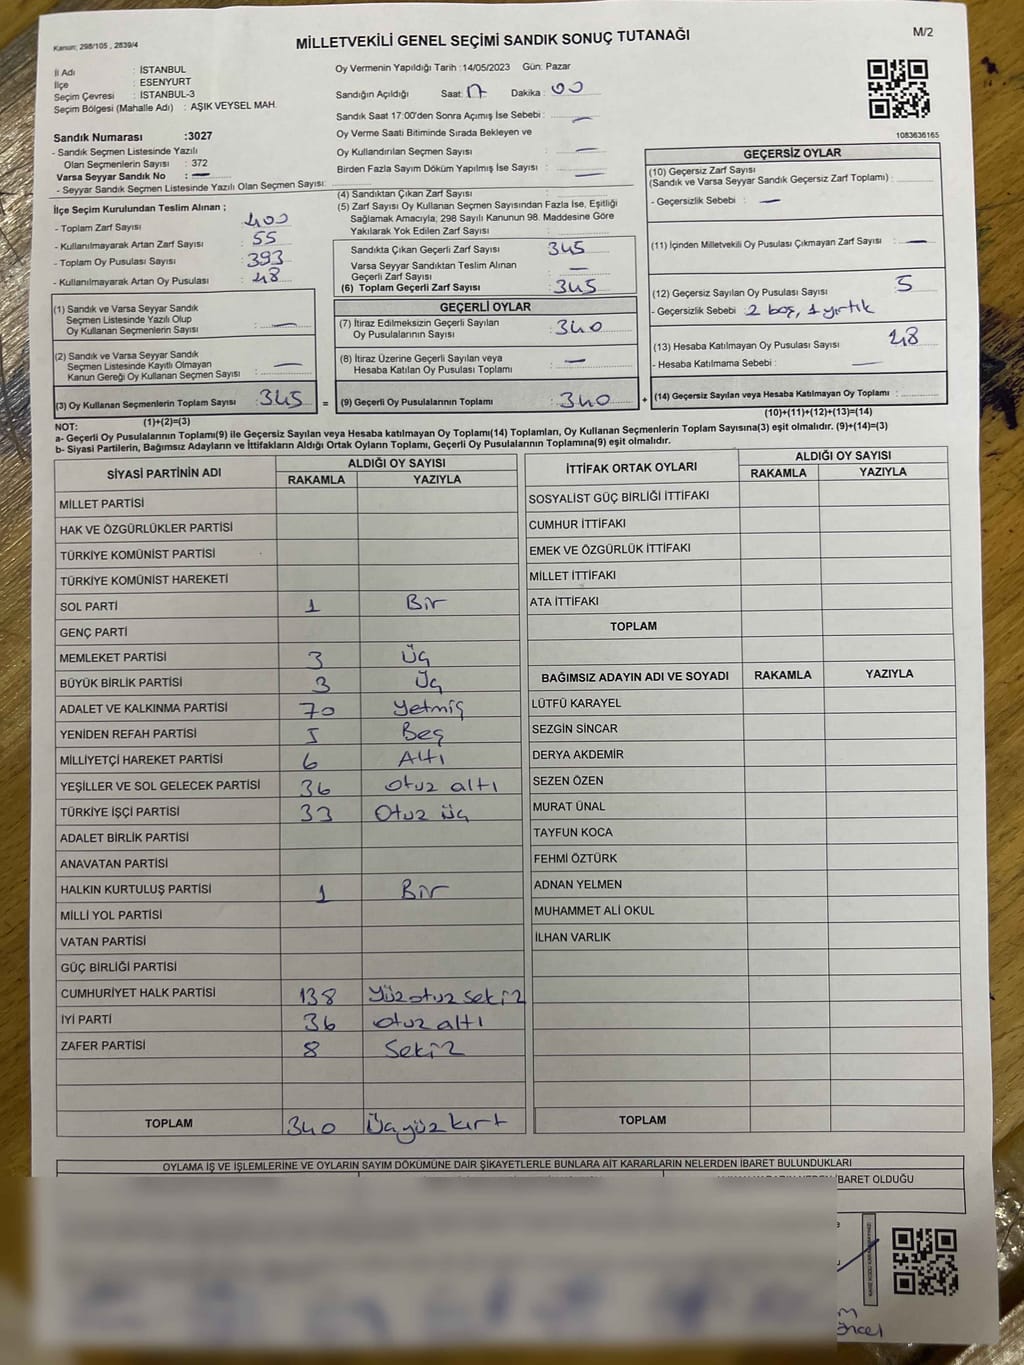 Kanun; 298/105 , 2839/4
MİLLETVEKİLİ GENEL SEÇİMİ SANDIK SONUÇ TUTANAĞI
M/2
İl Adı : İSTANBUL
İlçe : ESENYURT
Seçim Çevresi : İSTANBUL-3
Seçim Bölgesi (Mahalle Adı) : AŞIK VEYSEL MAH.
Sandık Numarası :3027
- Sandık Seçmen Listesinde Yazılı
Olan Seçmenlerin Sayısı : 372
Varsa Seyyar Sandık No : —
- Seyyar Sandık Seçmen Listesinde Yazılı Olan Seçmen Sayısı:
Oy Vermenin Yapıldığı Tarih :14/05/2023 Gün: Pazar
Sandığın Açıldığı Saat: 17 Dakika : 00
Sandık Saat 17:00'den Sonra Açımış İse Sebebi : —
Oy Verme Saati Bitiminde Sırada Bekleyen ve
Oy Kullandırılan Seçmen Sayısı : —
Birden Fazla Sayım Döküm Yapılmış İse Sayısı : —
1083636165
İlçe Seçim Kurulundan Teslim Alınan ;
- Toplam Zarf Sayısı : 400
- Kullanılmayarak Artan Zarf Sayısı : 55
- Toplam Oy Pusulası Sayısı : 393
- Kullanılmayarak Artan Oy Pusulası : 48
(4) Sandıktan Çıkan Zarf Sayısı :
(5) Zarf Sayısı Oy Kullanan Seçmen Sayısından Fazla İse, Eşitliği
Sağlamak Amacıyla; 298 Sayılı Kanunun 98. Maddesine Göre
Yakılarak Yok Edilen Zarf Sayısı :
Sandıkta Çıkan Geçerli Zarf Sayısı : 345
Varsa Seyyar Sandıktan Teslim Alınan
Geçerli Zarf Sayısı : —
(6) Toplam Geçerli Zarf Sayısı : 345
GEÇERSİZ OYLAR
(10) Geçersiz Zarf Sayısı
(Sandık ve Varsa Seyyar Sandık Geçersiz Zarf Toplamı) :
- Geçersizlik Sebebi : —
(11) İçinden Milletvekili Oy Pusulası Çıkmayan Zarf Sayısı : —
(12) Geçersiz Sayılan Oy Pusulası Sayısı : 5
- Geçersizlik Sebebi : 2 boş, 1 yırtık
(13) Hesaba Katılmayan Oy Pusulası Sayısı : 48
- Hesaba Katılmama Sebebi : —
(14) Geçersiz Sayılan veya Hesaba Katılmayan Oy Toplamı :
(10)+(11)+(12)+(13)=(14)
(1) Sandık ve Varsa Seyyar Sandık
Seçmen Listesinde Yazılı Olup
Oy Kullanan Seçmenlerin Sayısı : —
(2) Sandık ve Varsa Seyyar Sandık
Seçmen Listesinde Kayıtlı Olmayan
Kanun Gereği Oy Kullanan Seçmen Sayısı : —
(3) Oy Kullanan Seçmenlerin Toplam Sayısı : 345 =
(1)+(2)=(3)
GEÇERLİ OYLAR
(7) İtiraz Edilmeksizin Geçerli Sayılan
Oy Pusulalarının Sayısı : 340
(8) İtiraz Üzerine Geçerli Sayılan veya
Hesaba Katılan Oy Pusulası Toplamı : —
(9) Geçerli Oy Pusulalarının Toplamı : 340 +
NOT:
a- Geçerli Oy Pusulalarının Toplamı(9) ile Geçersiz Sayılan veya Hesaba Katılmayan Oy Toplamı(14) Toplamları, Oy Kullanan Seçmenlerin Toplam Sayısına(3) eşit olmalıdır. (9)+(14)=(3)
b- Siyasi Partilerin, Bağımsız Adayların ve İttifakların Aldığı Ortak Oyların Toplamı, Geçerli Oy Pusulalarının Toplamına(9) eşit olmalıdır.
SİYASİ PARTİNİN ADI ALDIĞI OY SAYISI
RAKAMLA YAZIYLA
MİLLET PARTİSİ
HAK VE ÖZGÜRLÜKLER PARTİSİ
TÜRKİYE KOMÜNİST PARTİSİ
TÜRKİYE KOMÜNİST HAREKETİ
SOL PARTİ 1 Bir
GENÇ PARTİ
MEMLEKET PARTİSİ 3 Üç
BÜYÜK BİRLİK PARTİSİ 3 Üç
ADALET VE KALKINMA PARTİSİ 70 Yetmiş
YENİDEN REFAH PARTİSİ 5 Beş
MİLLİYETÇİ HAREKET PARTİSİ 6 Altı
YEŞİLLER VE SOL GELECEK PARTİSİ 36 otuz altı
TÜRKİYE İŞÇİ PARTİSİ 33 Otuz üç
ADALET BİRLİK PARTİSİ
ANAVATAN PARTİSİ
HALKIN KURTULUŞ PARTİSİ 1 Bir
MİLLİ YOL PARTİSİ
VATAN PARTİSİ
GÜÇ BİRLİĞİ PARTİSİ
CUMHURİYET HALK PARTİSİ 138 Yüz otuz sekiz
İYİ PARTİ 36 otuz altı
ZAFER PARTİSİ 8 Sekiz
TOPLAM 340 Üçyüz kırk
İTTİFAK ORTAK OYLARI ALDIĞI OY SAYISI
RAKAMLA YAZIYLA
SOSYALİST GÜÇ BİRLİĞİ İTTİFAKI
CUMHUR İTTİFAKI
EMEK VE ÖZGÜRLÜK İTTİFAKI
MİLLET İTTİFAKI
ATA İTTİFAKI
TOPLAM
BAĞIMSIZ ADAYIN ADI VE SOYADI RAKAMLA YAZIYLA
LÜTFÜ KARAYEL
SEZGİN SİNCAR
DERYA AKDEMİR
SEZEN ÖZEN
MURAT ÜNAL
TAYFUN KOCA
FEHMİ ÖZTÜRK
ADNAN YELMEN
MUHAMMET ALİ OKUL
İLHAN VARLIK
TOPLAM
OYLAMA İŞ VE İŞLEMLERİNE VE OYLARIN SAYIM DÖKÜMÜNE DAİR ŞİKAYETLERLE BUNLARA AİT KARARLARIN NELERDEN İBARET BULUNDUKLARI
İBARET OLDUĞU